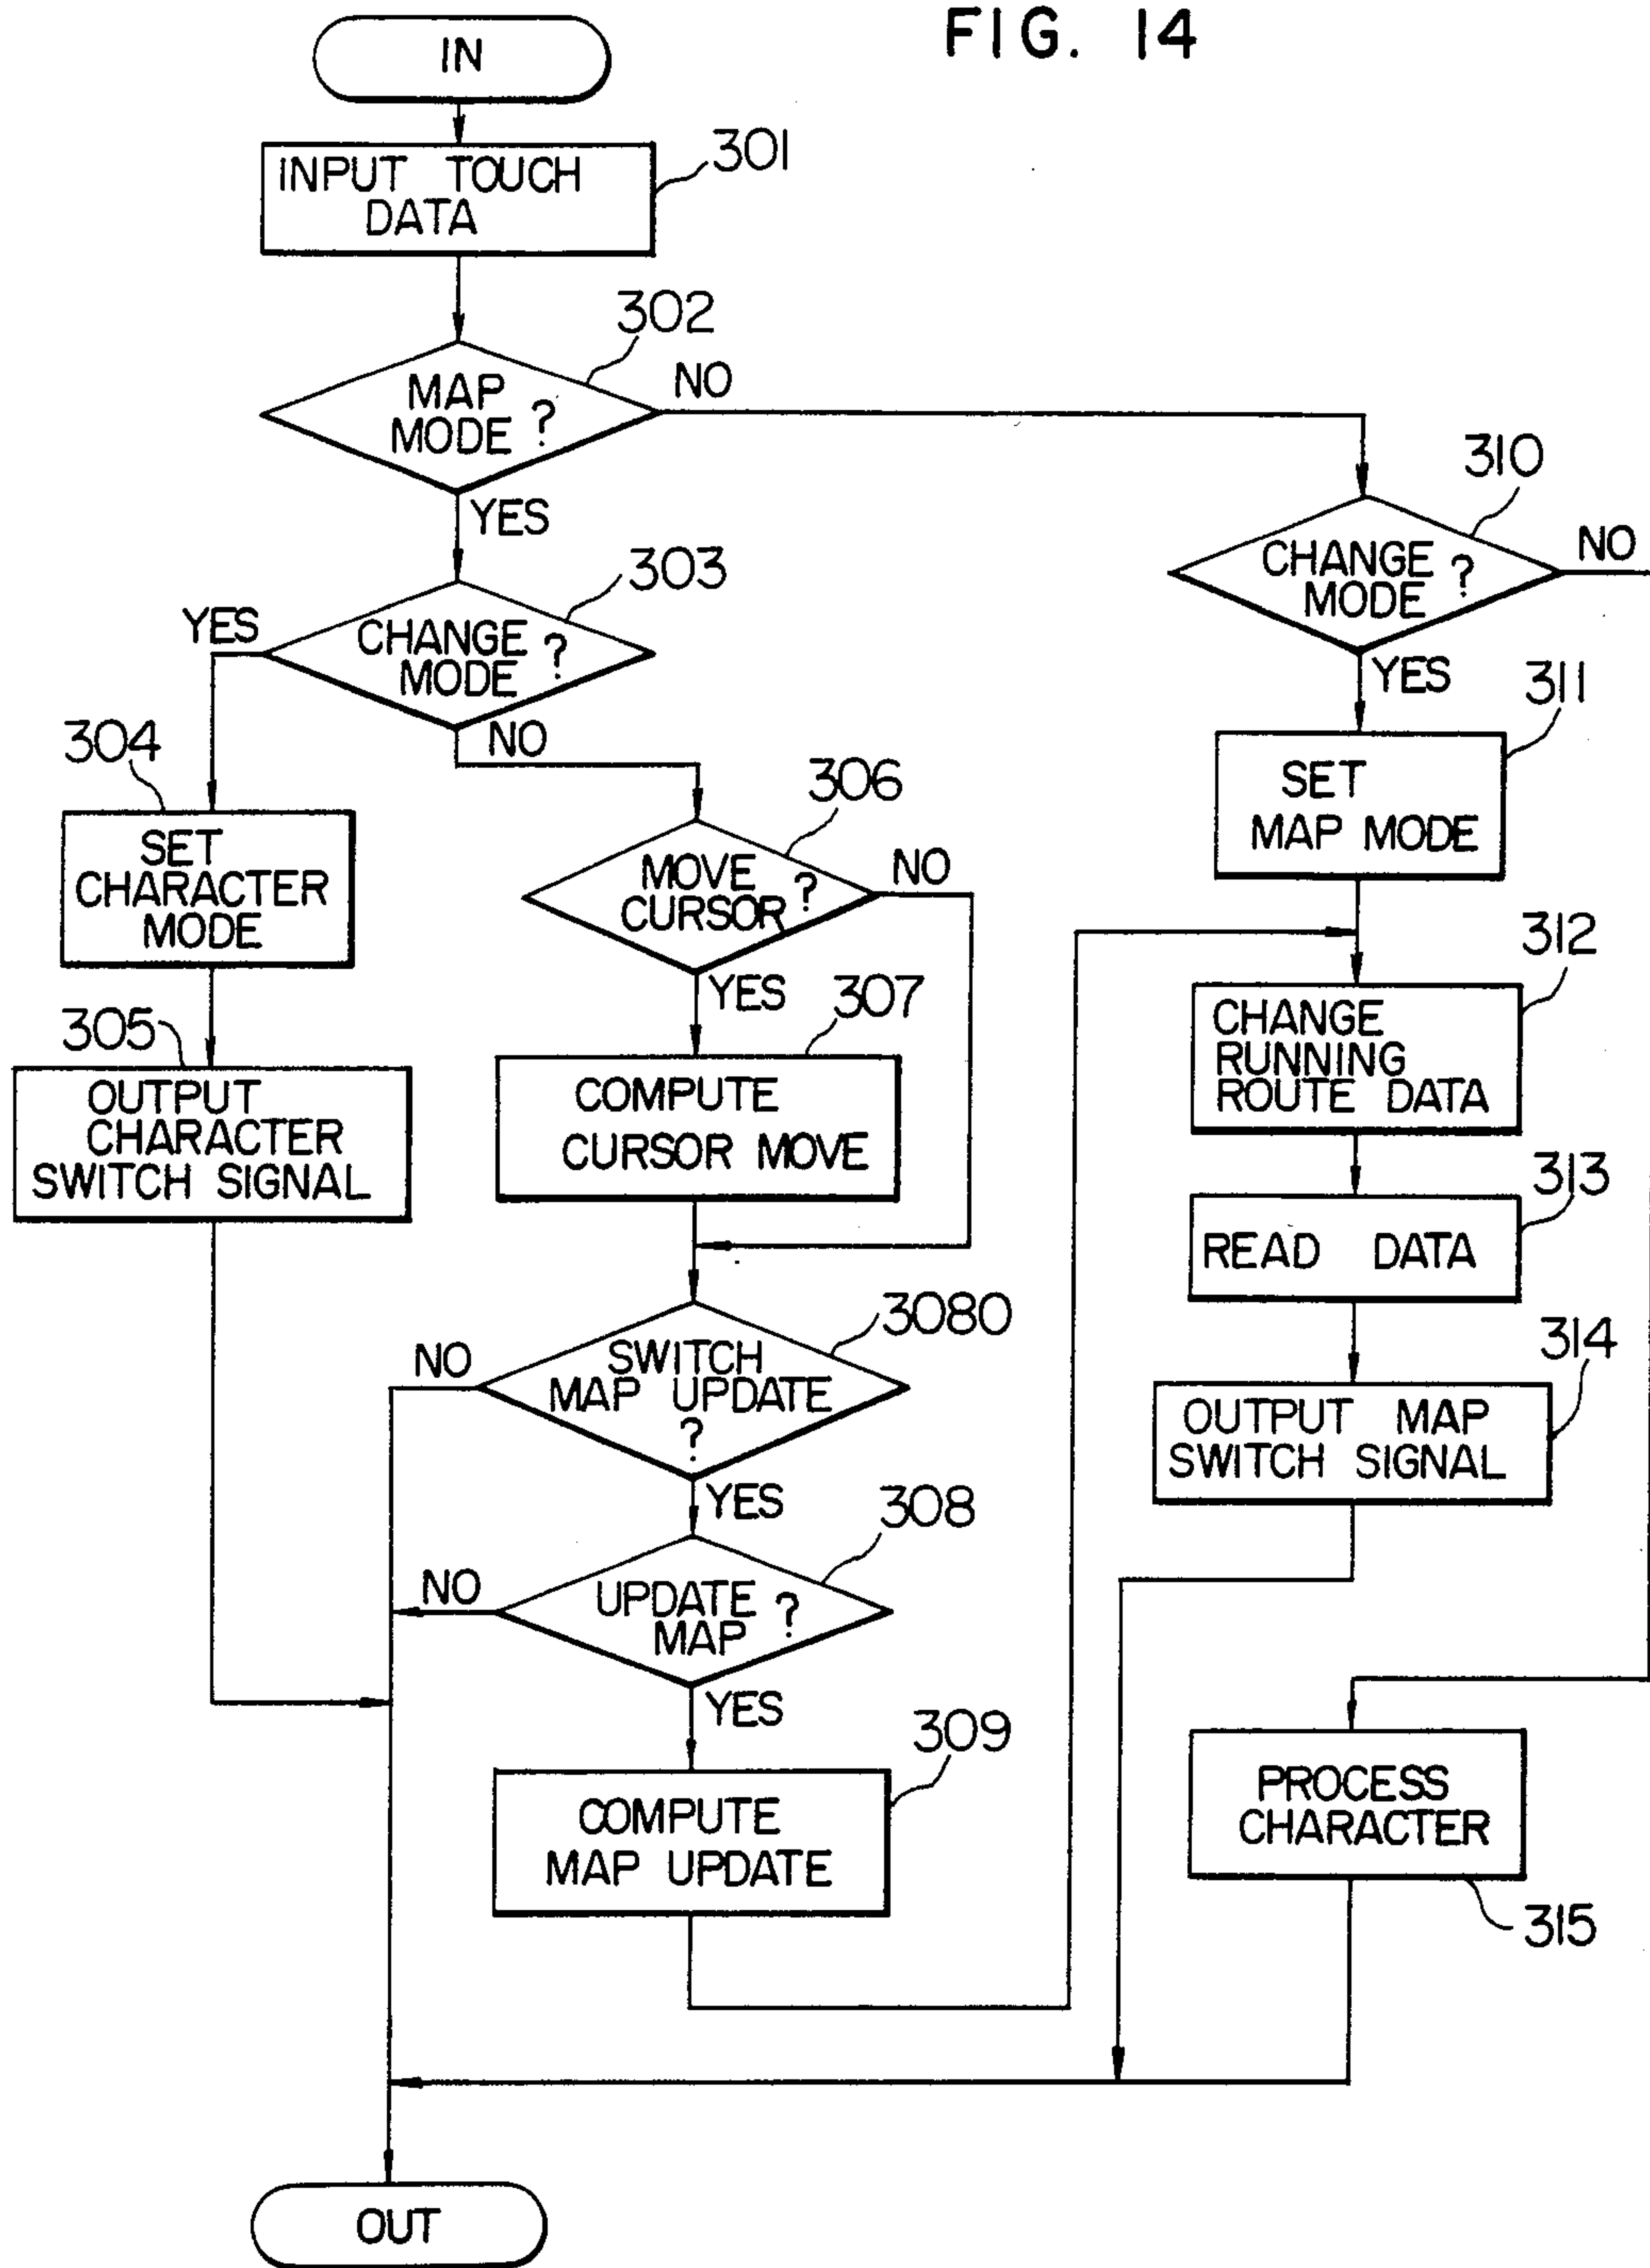 FIG. 14
IN
301
INPUT TOUCH
DATA
302
MAP
MODE ?
NO
YES
310
CHANGE
MODE ?
NO
YES
303
YES
CHANGE
MODE ?
NO
311
SET
MAP MODE
304
SET
CHARACTER
MODE
306
MOVE
CURSOR ?
NO
YES
312
CHANGE
RUNNING
ROUTE DATA
305
OUTPUT
CHARACTER
SWITCH SIGNAL
307
COMPUTE
CURSOR MOVE
313
READ DATA
3080
NO
SWITCH
MAP UPDATE
?
YES
314
OUTPUT MAP
SWITCH SIGNAL
308
NO
UPDATE
MAP ?
YES
309
COMPUTE
MAP UPDATE
PROCESS
CHARACTER
315
OUT